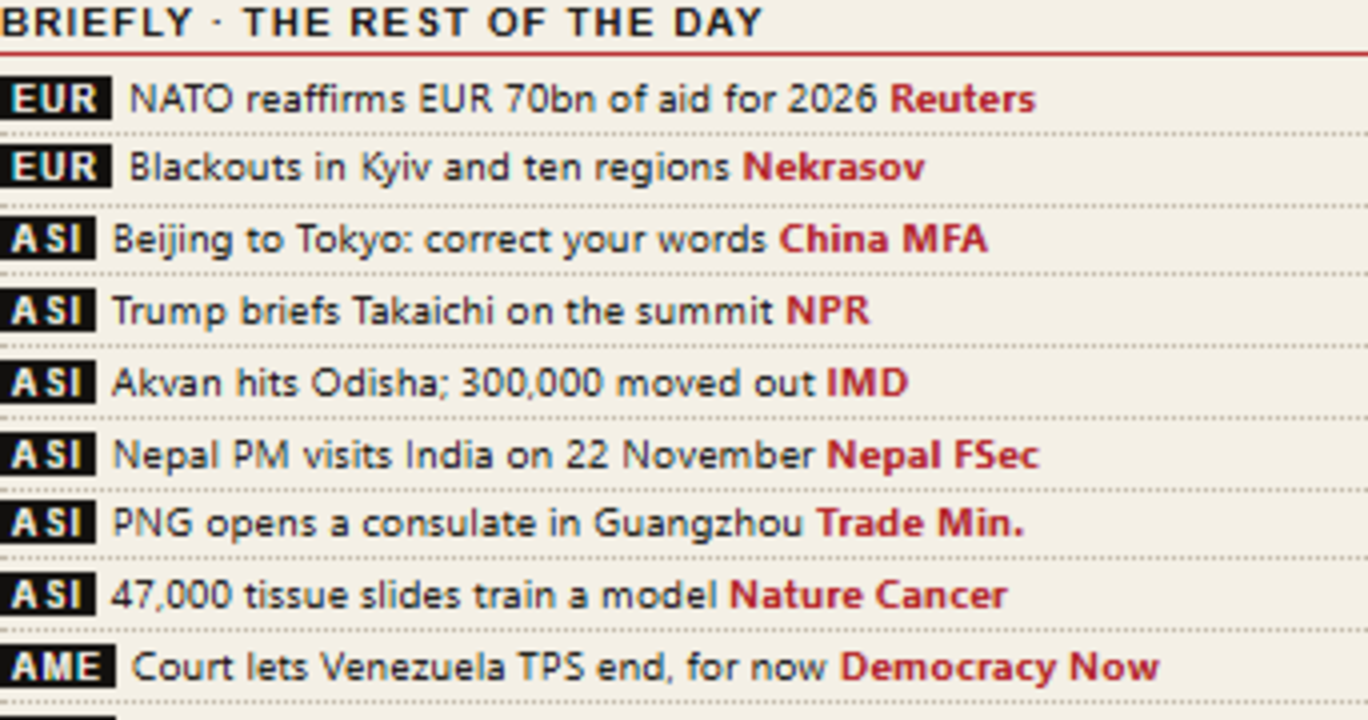 BRIEFLY · THE REST OF THE DAY
EUR NATO reaffirms EUR 70bn of aid for 2026 Reuters
EUR Blackouts in Kyiv and ten regions Nekrasov
ASI Beijing to Tokyo: correct your words China MFA
ASI Trump briefs Takaichi on the summit NPR
ASI Akvan hits Odisha; 300,000 moved out IMD
ASI Nepal PM visits India on 22 November Nepal FSec
ASI PNG opens a consulate in Guangzhou Trade Min.
ASI 47,000 tissue slides train a model Nature Cancer
AME Court lets Venezuela TPS end, for now Democracy Now